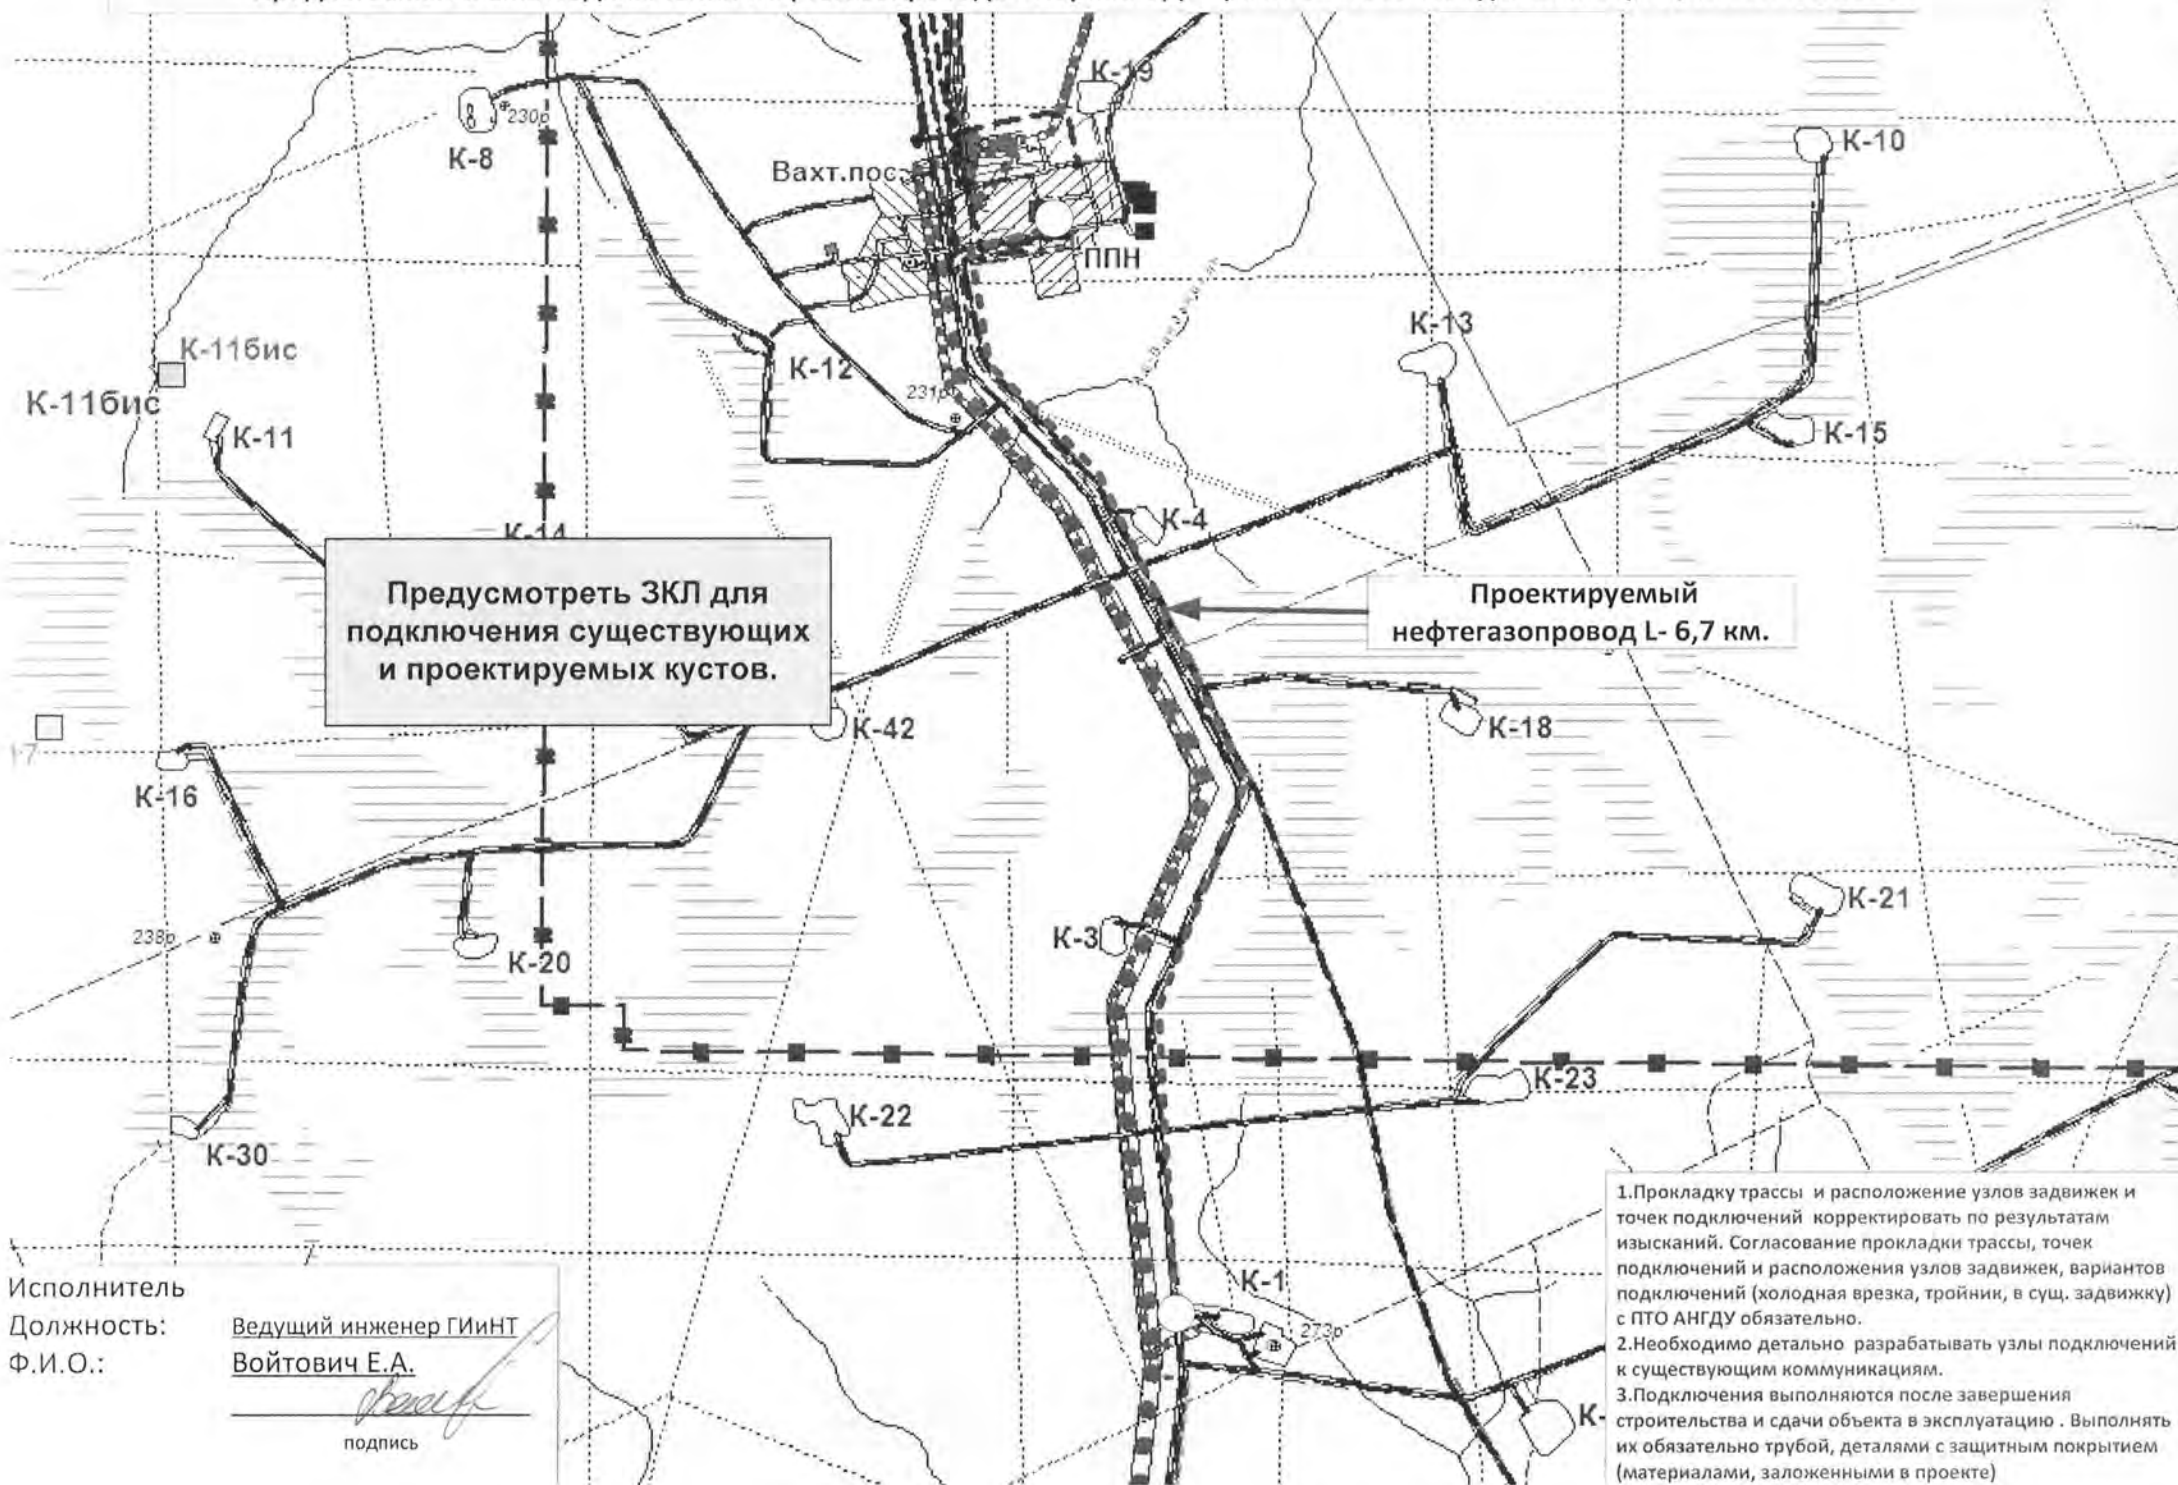 К-19
230р
К-8
К-10
Вахт.пос.
ППН
К-13
К-11бис
К-12
231р
К-11бис
К-11
К-15
К-4
К-14
Предусмотреть ЗКЛ для
подключения существующих
и проектируемых кустов.
Проектируемый
нефтегазопровод L- 6,7 км.
К-42
К-18
К-16
К-21
238р
К-3
К-20
К-23
К-22
К-30
К-1
273р
К-
1.Прокладку трассы и расположение узлов задвижек и
точек подключений корректировать по результатам
изысканий. Согласование прокладки трассы, точек
подключений и расположения узлов задвижек, вариантов
подключений (холодная врезка, тройник, в сущ. задвижку)
с ПТО АНГДУ обязательно.
2.Необходимо детально разрабатывать узлы подключений
к существующим коммуникациям.
3.Подключения выполняются после завершения
строительства и сдачи объекта в эксплуатацию . Выполнять
их обязательно трубой, деталями с защитным покрытием
(материалами, заложенными в проекте)
Исполнитель
Должность: Ведущий инженер ГИиНТ
Ф.И.О.: Войтович Е.А.
подпись